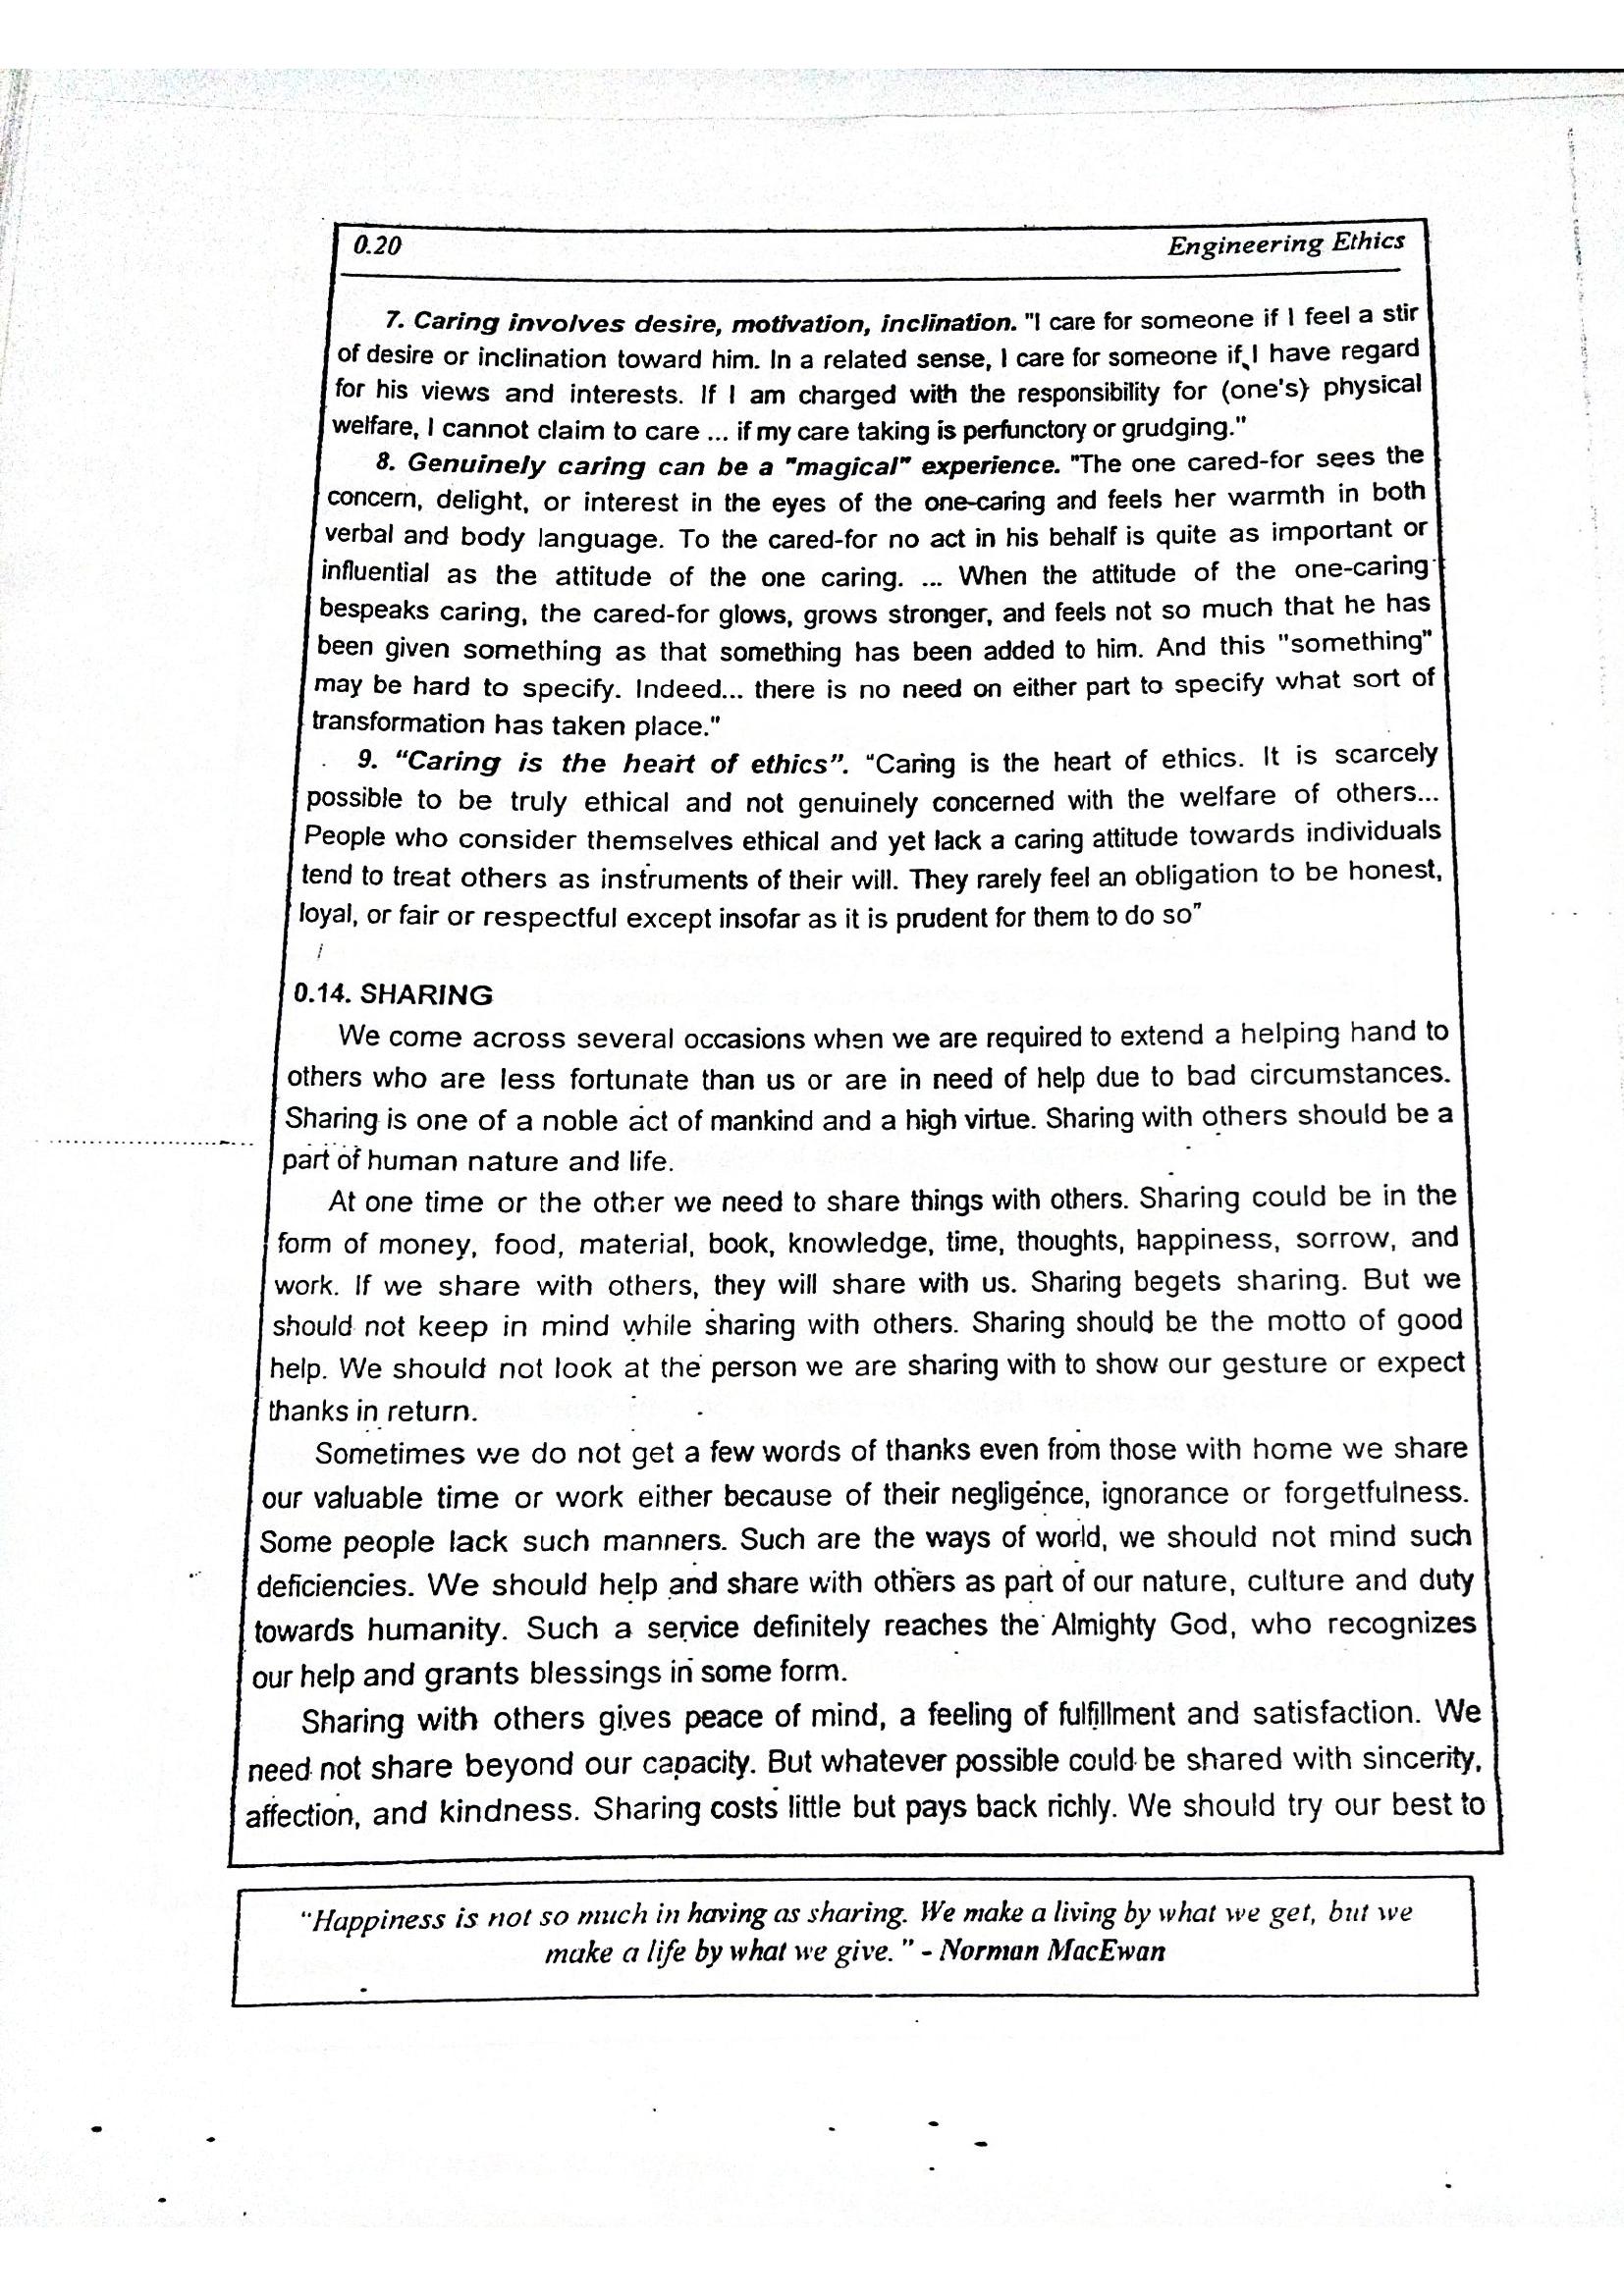 0.20 Engineering Ethics
7. Caring involves desire, motivation, inclination. "I care for someone if I feel a stir
of desire or inclination toward him. In a related sense, I care for someone if I have regard
for his views and interests. If I am charged with the responsibility for (one's) physical
welfare, I cannot claim to care ... if my care taking is perfunctory or grudging."
8. Genuinely caring can be a "magical" experience. "The one cared-for sees the
concern, delight, or interest in the eyes of the one-caring and feels her warmth in both
verbal and body language. To the cared-for no act in his behalf is quite as important or
influential as the attitude of the one caring. ... When the attitude of the one-caring
bespeaks caring, the cared-for glows, grows stronger, and feels not so much that he has
been given something as that something has been added to him. And this "something"
may be hard to specify. Indeed... there is no need on either part to specify what sort of
transformation has taken place."
9. “Caring is the heart of ethics”. “Caring is the heart of ethics. It is scarcely
possible to be truly ethical and not genuinely concerned with the welfare of others...
People who consider themselves ethical and yet lack a caring attitude towards individuals
tend to treat others as instruments of their will. They rarely feel an obligation to be honest,
loyal, or fair or respectful except insofar as it is prudent for them to do so”
0.14. SHARING
We come across several occasions when we are required to extend a helping hand to
others who are less fortunate than us or are in need of help due to bad circumstances.
Sharing is one of a noble act of mankind and a high virtue. Sharing with others should be a
part of human nature and life.
At one time or the other we need to share things with others. Sharing could be in the
form of money, food, material, book, knowledge, time, thoughts, happiness, sorrow, and
work. If we share with others, they will share with us. Sharing begets sharing. But we
should not keep in mind while sharing with others. Sharing should be the motto of good
help. We should not look at the person we are sharing with to show our gesture or expect
thanks in return.
Sometimes we do not get a few words of thanks even from those with home we share
our valuable time or work either because of their negligence, ignorance or forgetfulness.
Some people lack such manners. Such are the ways of world, we should not mind such
deficiencies. We should help and share with others as part of our nature, culture and duty
towards humanity. Such a service definitely reaches the Almighty God, who recognizes
our help and grants blessings in some form.
Sharing with others gives peace of mind, a feeling of fulfillment and satisfaction. We
need not share beyond our capacity. But whatever possible could be shared with sincerity,
affection, and kindness. Sharing costs little but pays back richly. We should try our best to
“Happiness is not so much in having as sharing. We make a living by what we get, but we
make a life by what we give.” - Norman MacEwan